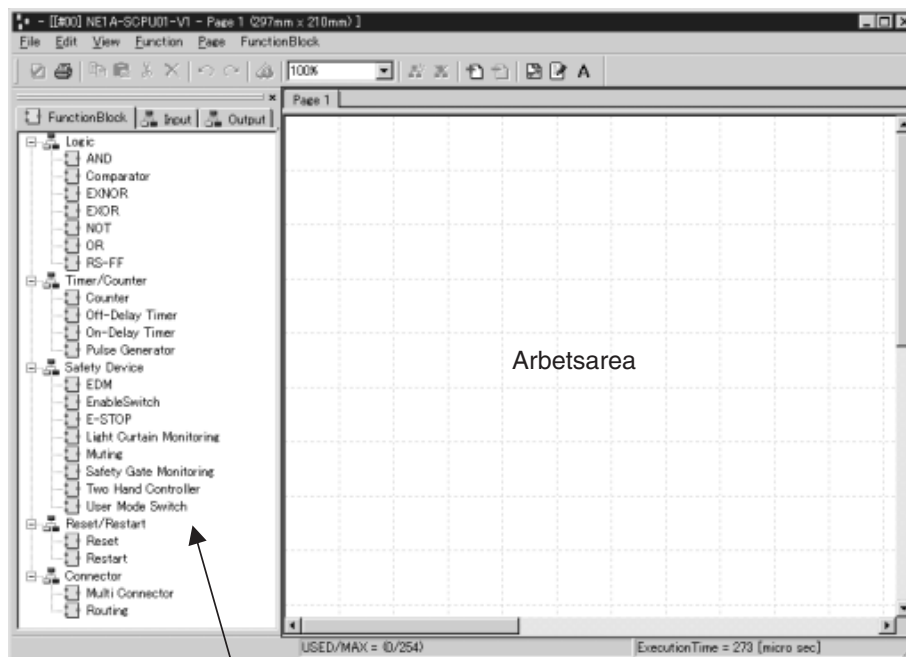 - [[#00] NE1A-SCPU01-V1 - Page 1 (297mm x 210mm) ]
File Edit View Function Page FunctionBlock
100%
A
Page 1
FunctionBlock Input Output
Logic
AND
Comparator
EXNOR
EXOR
NOT
OR
RS-FF
Timer/Counter
Counter
Off-Delay Timer
On-Delay Timer
Pulse Generator
Safety Device
EDM
EnableSwitch
E-STOP
Light Curtain Monitoring
Muting
Safety Gate Monitoring
Two Hand Controller
User Mode Switch
Reset/Restart
Reset
Restart
Connector
Multi Connector
Routing
Arbetsarea
USED/MAX = (0/254) ExecutionTime = 273 [micro sec]